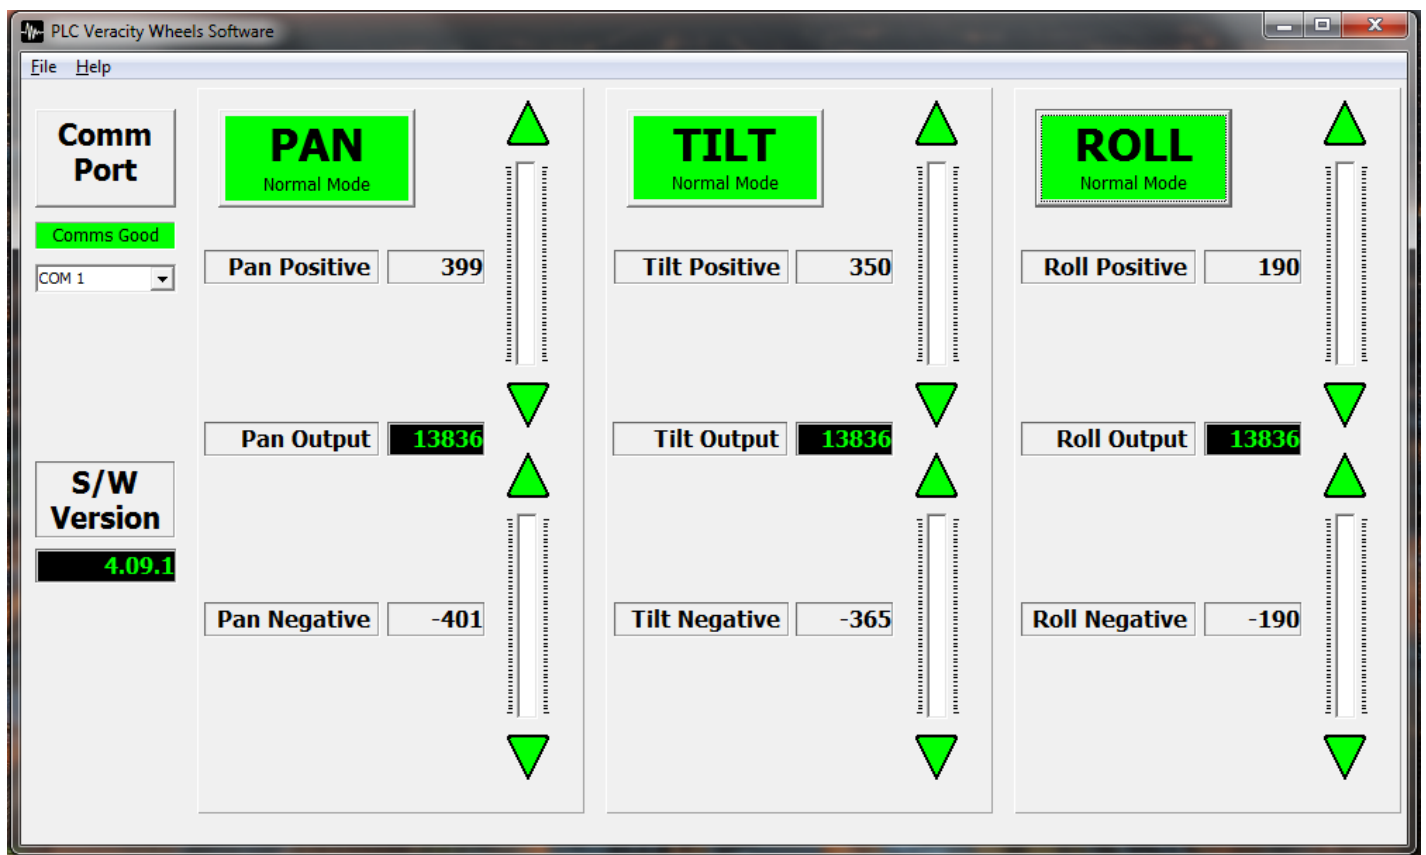 PLC Veracity Wheels Software
File Help
Comm
Port
Comms Good
COM 1
S/W
Version
4.09.1
PAN
Normal Mode
Pan Positive 399
Pan Output 13836
Pan Negative -401
TILT
Normal Mode
Tilt Positive 350
Tilt Output 13836
Tilt Negative -365
ROLL
Normal Mode
Roll Positive 190
Roll Output 13836
Roll Negative -190